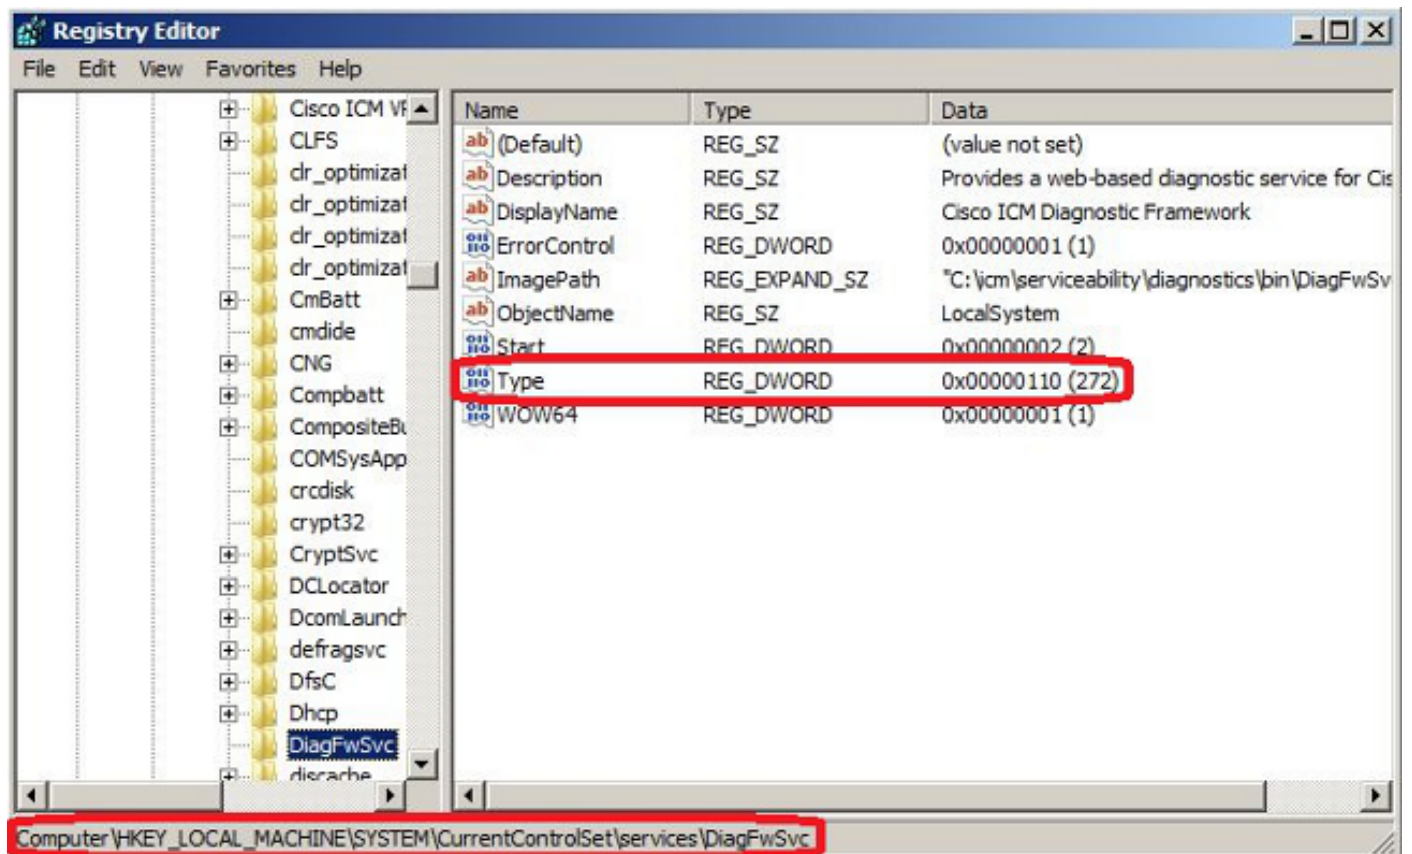 Registry Editor
File Edit View Favorites Help
Cisco ICM
CLFS
clr_optimizat
clr_optimizat
clr_optimizat
clr_optimizat
CmBatt
cmdide
CNG
Compbatt
CompositeBu
COMSysApp
crcdisk
crypt32
CryptSvc
DCLocator
DcomLaunch
defragsvc
DfsC
Dhcp
DiagFwSvc
discache
Name Type Data
(Default) REG_SZ (value not set)
Description REG_SZ Provides a web-based diagnostic service for Cis
DisplayName REG_SZ Cisco ICM Diagnostic Framework
ErrorControl REG_DWORD 0x00000001 (1)
ImagePath REG_EXPAND_SZ "C:\icm\serviceability\diagnostics\bin\DiagFwSv
ObjectName REG_SZ LocalSystem
Start REG_DWORD 0x00000002 (2)
Type REG_DWORD 0x00000110 (272)
WOW64 REG_DWORD 0x00000001 (1)
Computer\HKEY_LOCAL_MACHINE\SYSTEM\CurrentControlSet\services\DiagFwSvc